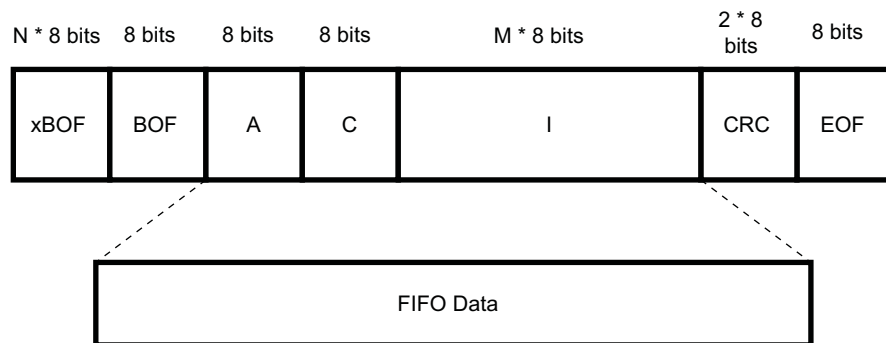 N * 8 bits 8 bits 8 bits 8 bits M * 8 bits 2 * 8
bits 8 bits
xBOF BOF A C I CRC EOF
FIFO Data